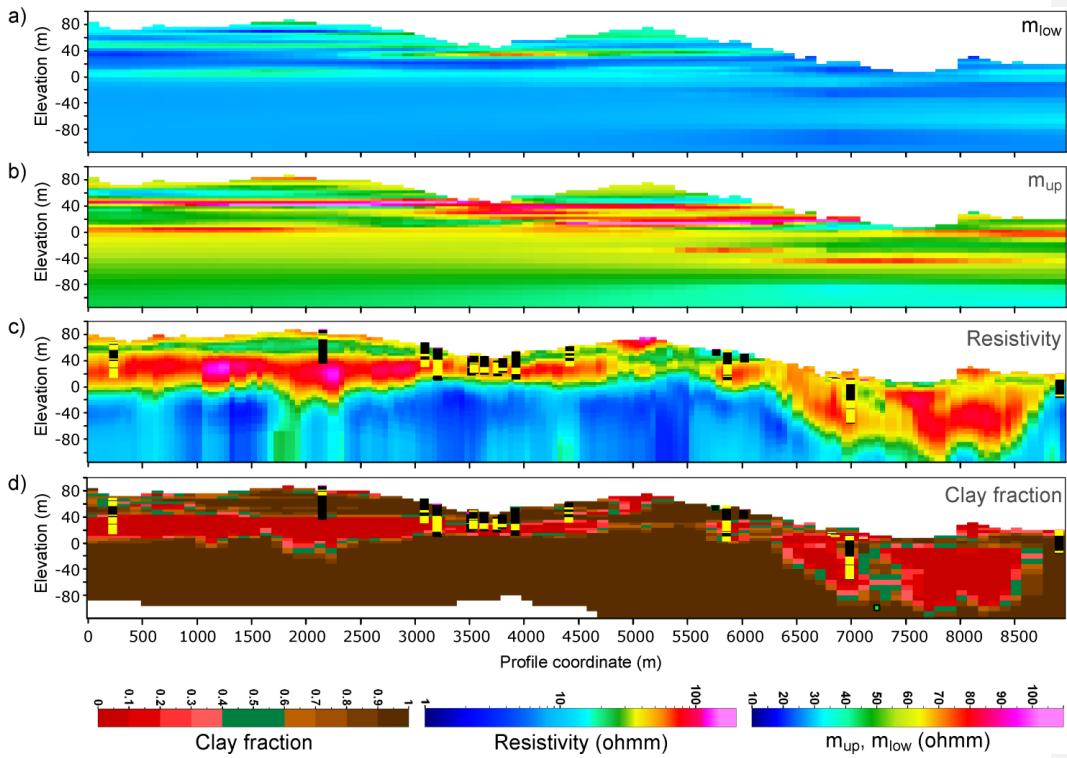 a)
m_low
80
40
0
-40
-80
Elevation (m)
b)
m_up
80
40
0
-40
-80
Elevation (m)
c)
Resistivity
80
40
0
-40
-80
Elevation (m)
d)
Clay fraction
80
40
0
-40
-80
Elevation (m)
0 500 1000 1500 2000 2500 3000 3500 4000 4500 5000 5500 6000 6500 7000 7500 8000 8500
Profile coordinate (m)
0 0.1 0.2 0.3 0.4 0.5 0.6 0.7 0.8 0.9 1
Clay fraction
1 10 100
Resistivity (ohmm)
10 20 30 40 50 60 70 80 90 100
m_up, m_low (ohmm)